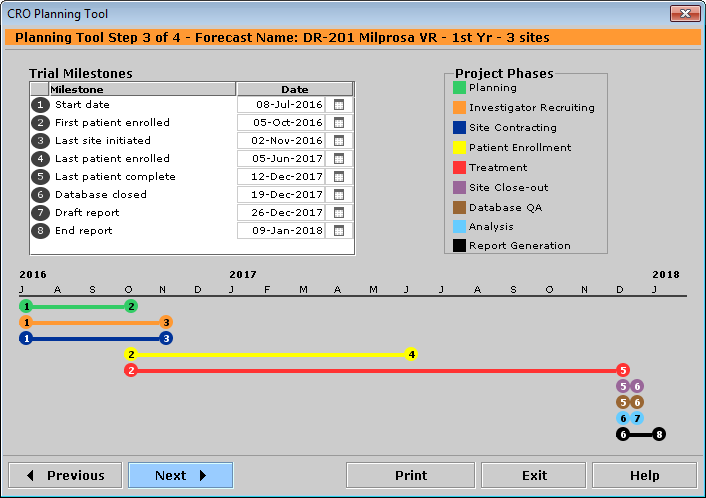 CRO Planning Tool
Planning Tool Step 3 of 4 - Forecast Name: DR-201 Milprosa VR - 1st Yr - 3 sites
Trial Milestones
Milestone Date
1 Start date 08-Jul-2016
2 First patient enrolled 05-Oct-2016
3 Last site initiated 02-Nov-2016
4 Last patient enrolled 05-Jun-2017
5 Last patient complete 12-Dec-2017
6 Database closed 19-Dec-2017
7 Draft report 26-Dec-2017
8 End report 09-Jan-2018
Project Phases
Planning
Investigator Recruiting
Site Contracting
Patient Enrollment
Treatment
Site Close-out
Database QA
Analysis
Report Generation
2016 2017 2018
J A S O N D J F M A M J J A S O N D J
1 2
1 3
1 3
2 4
2 5
5 6
5 6
6 7
6 8
Previous Next Print Exit Help